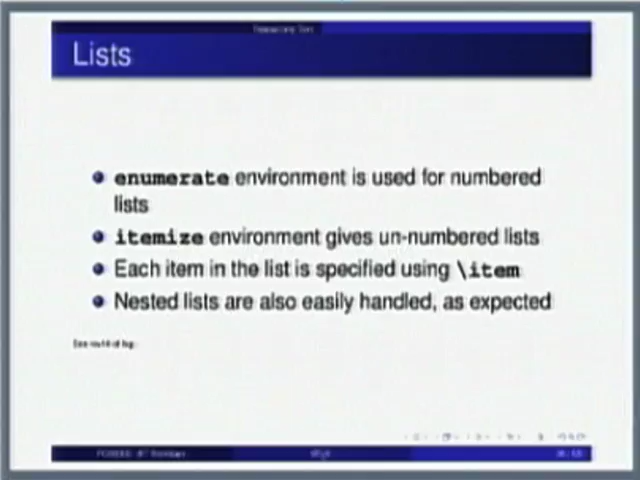 Lists
enumerate environment is used for numbered
lists
itemize environment gives un-numbered lists
Each item in the list is specified using \item
Nested lists are also easily handled, as expected
LATEX